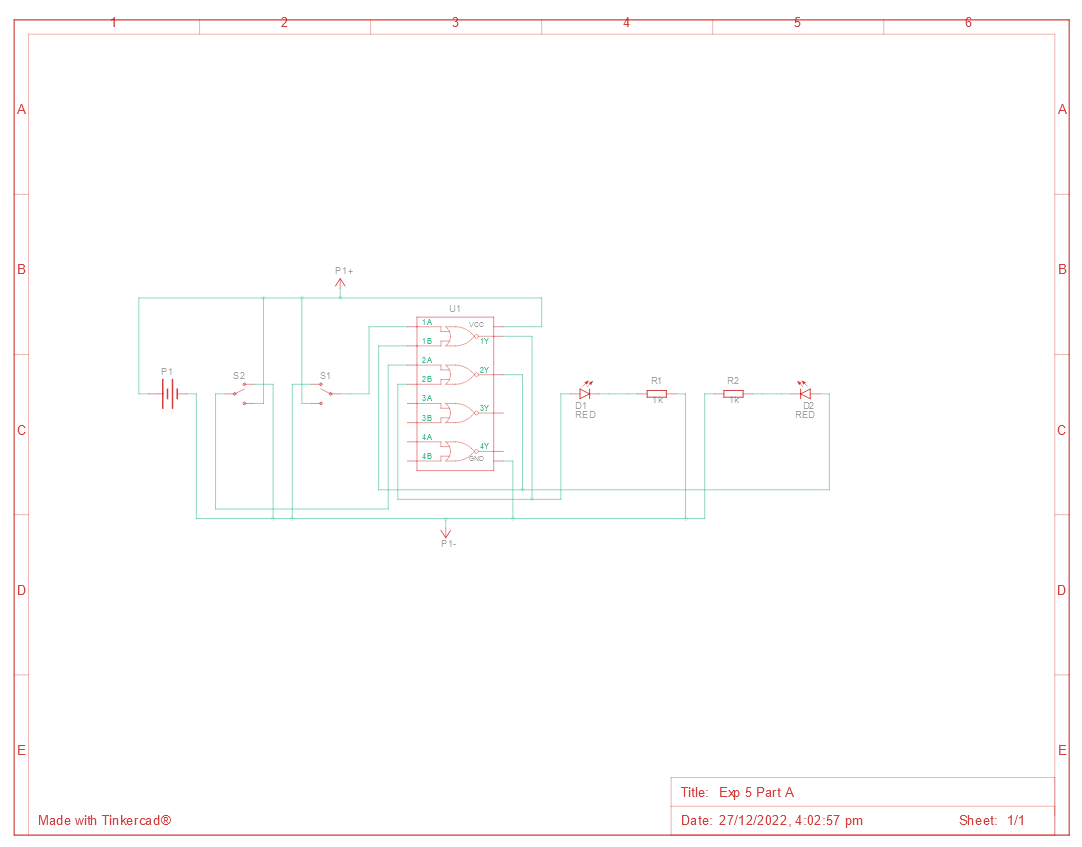 1 2 3 4 5 6
A A
P1+
B B
U1
1A VCC
1B 1Y
2A
2Y
P1 S2 S1 2B R1 R2
3A
3Y
D1 1k 1k D2
RED RED
3B
C C
4A
4Y
4B GND
P1-
D D
E E
Title: Exp 5 Part A
Made with Tinkercad® Date: 27/12/2022, 4:02:57 pm Sheet: 1/1